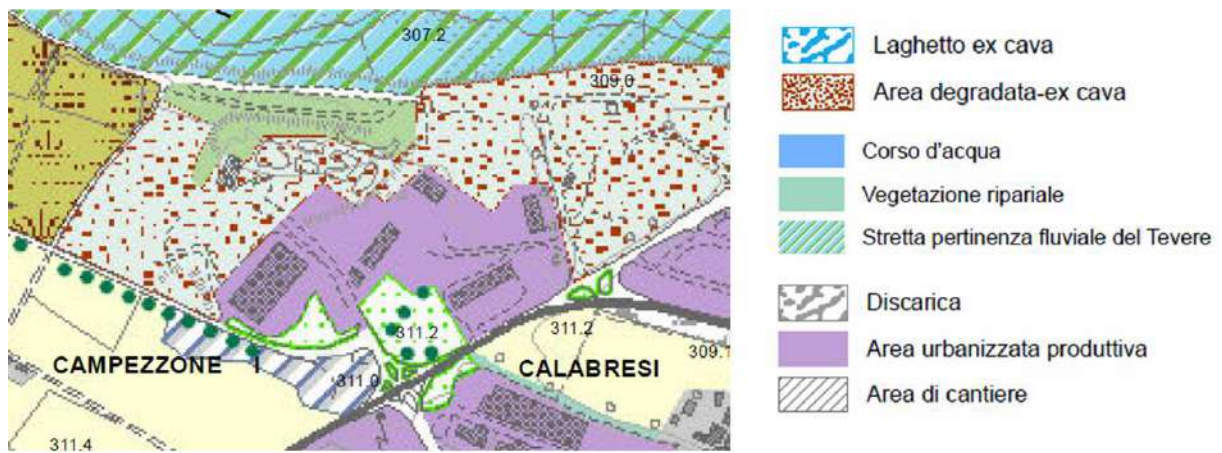 307.2
309.0
311.2
311.2
309.1
CAMPEZZONE I
311.0
CALABRESI
311.4
Laghetto ex cava
Area degradata-ex cava
Corso d'acqua
Vegetazione ripariale
Stretta pertinenza fluviale del Tevere
Discarica
Area urbanizzata produttiva
Area di cantiere